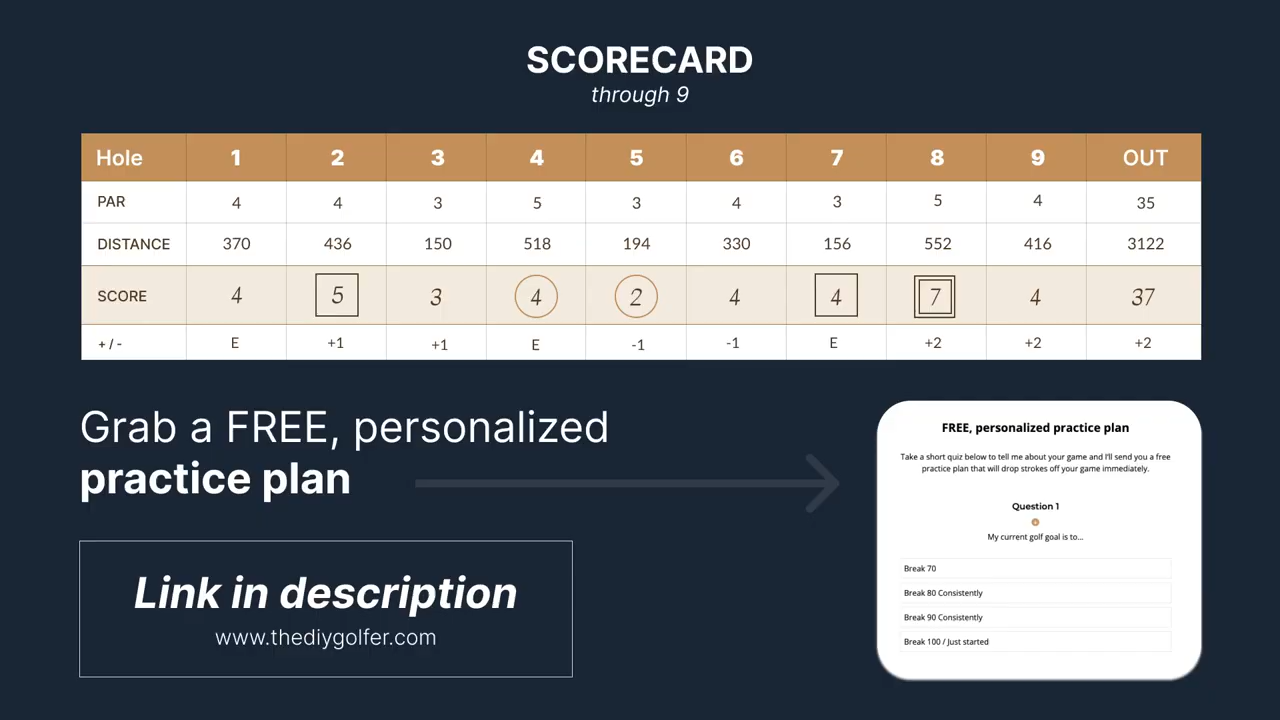 SCORECARD
through 9
Hole 1 2 3 4 5 6 7 8 9 OUT
PAR 4 4 3 5 3 4 3 5 4 35
DISTANCE 370 436 150 518 194 330 156 552 416 3122
SCORE 4 5 3 4 2 4 4 7 4 37
+ / - E +1 +1 E -1 -1 E +2 +2 +2
Grab a FREE, personalized
practice plan
Link in description
www.thediygolfer.com
FREE, personalized practice plan
Take a short quiz below to tell me about your game and I'll send you a free
practice plan that will drop strokes off your game immediately.
Question 1
My current golf goal is to...
Break 70
Break 80 Consistently
Break 90 Consistently
Break 100 / Just started